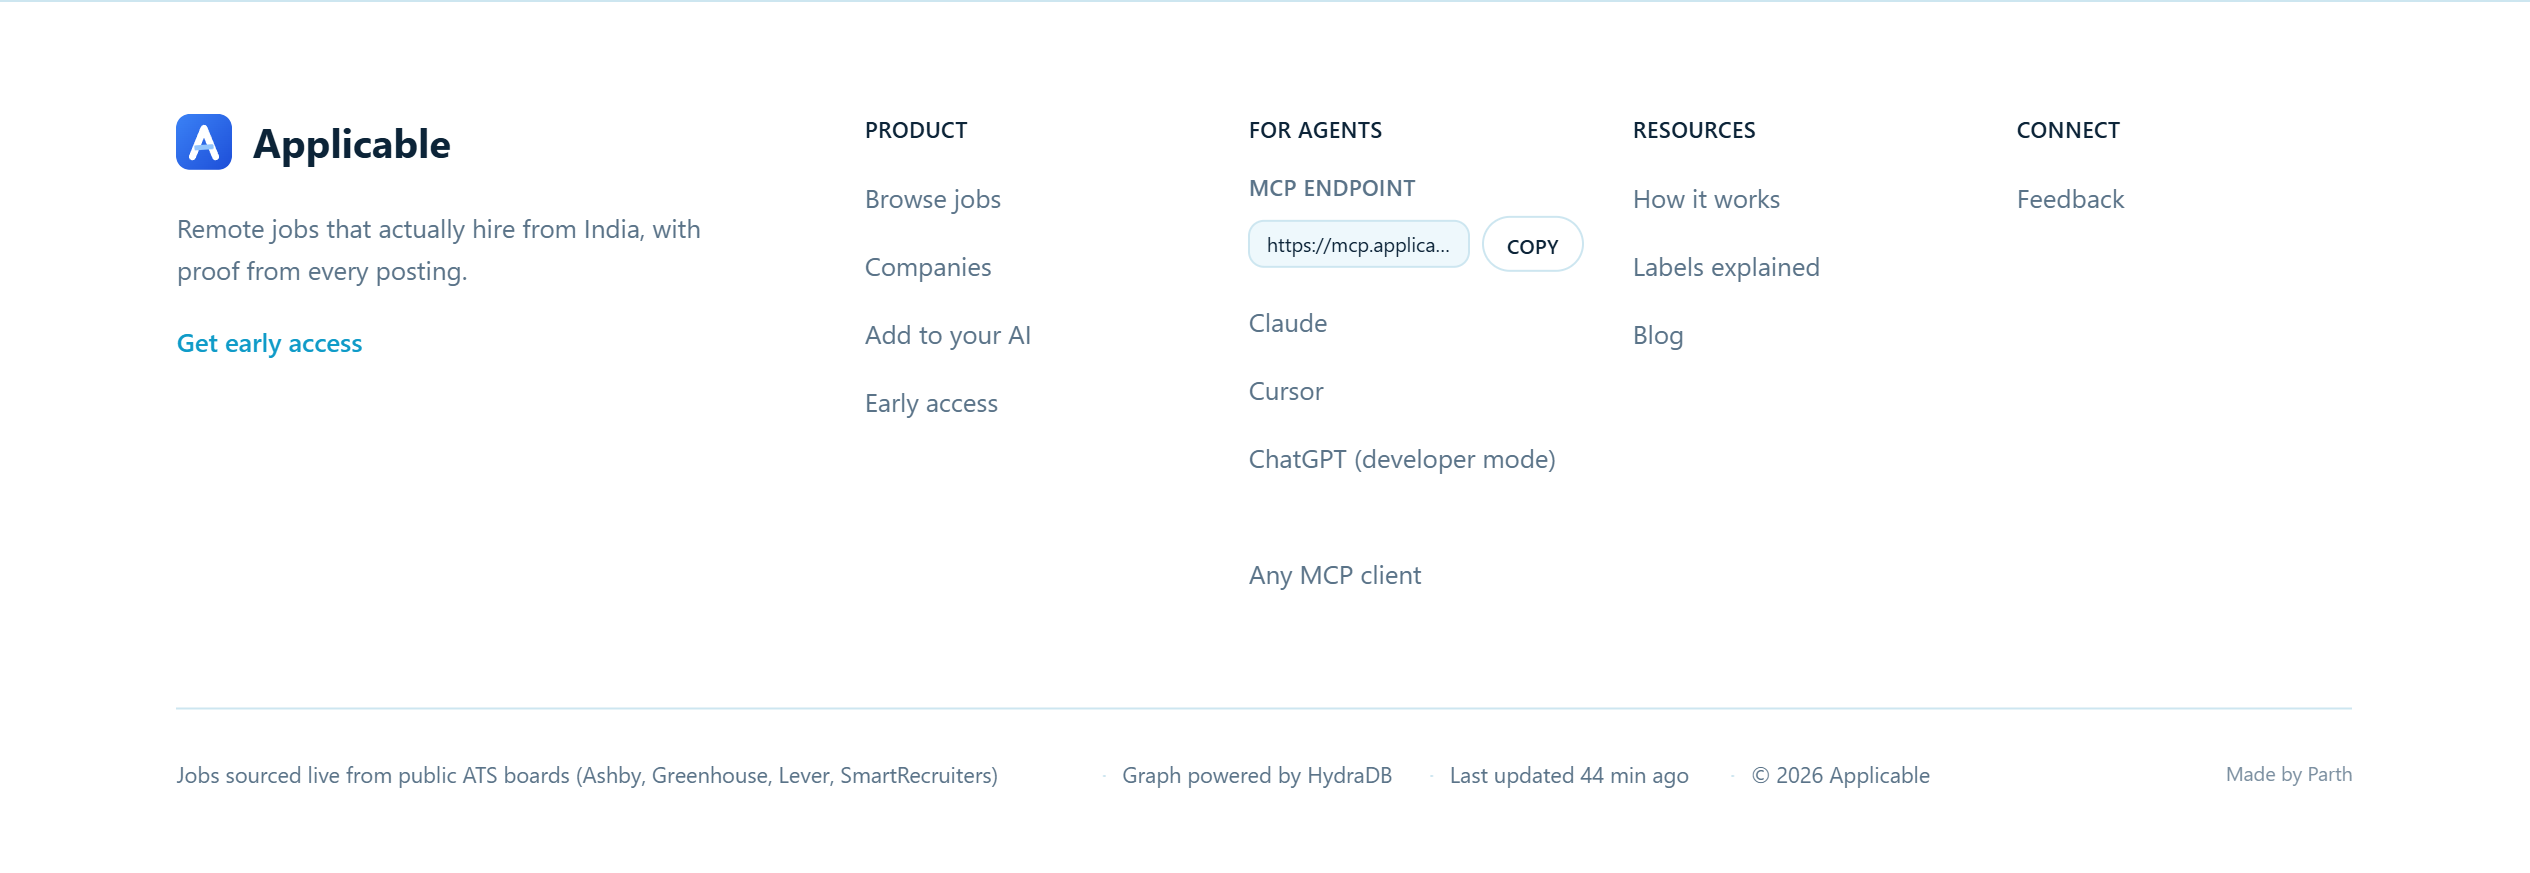 Applicable
Remote jobs that actually hire from India, with
proof from every posting.
Get early access
PRODUCT
Browse jobs
Companies
Add to your AI
Early access
FOR AGENTS
MCP ENDPOINT
https://mcp.applica...
COPY
Claude
Cursor
ChatGPT (developer mode)
Any MCP client
RESOURCES
How it works
Labels explained
Blog
CONNECT
Feedback
Jobs sourced live from public ATS boards (Ashby, Greenhouse, Lever, SmartRecruiters) · Graph powered by HydraDB · Last updated 44 min ago · © 2026 Applicable
Made by Parth